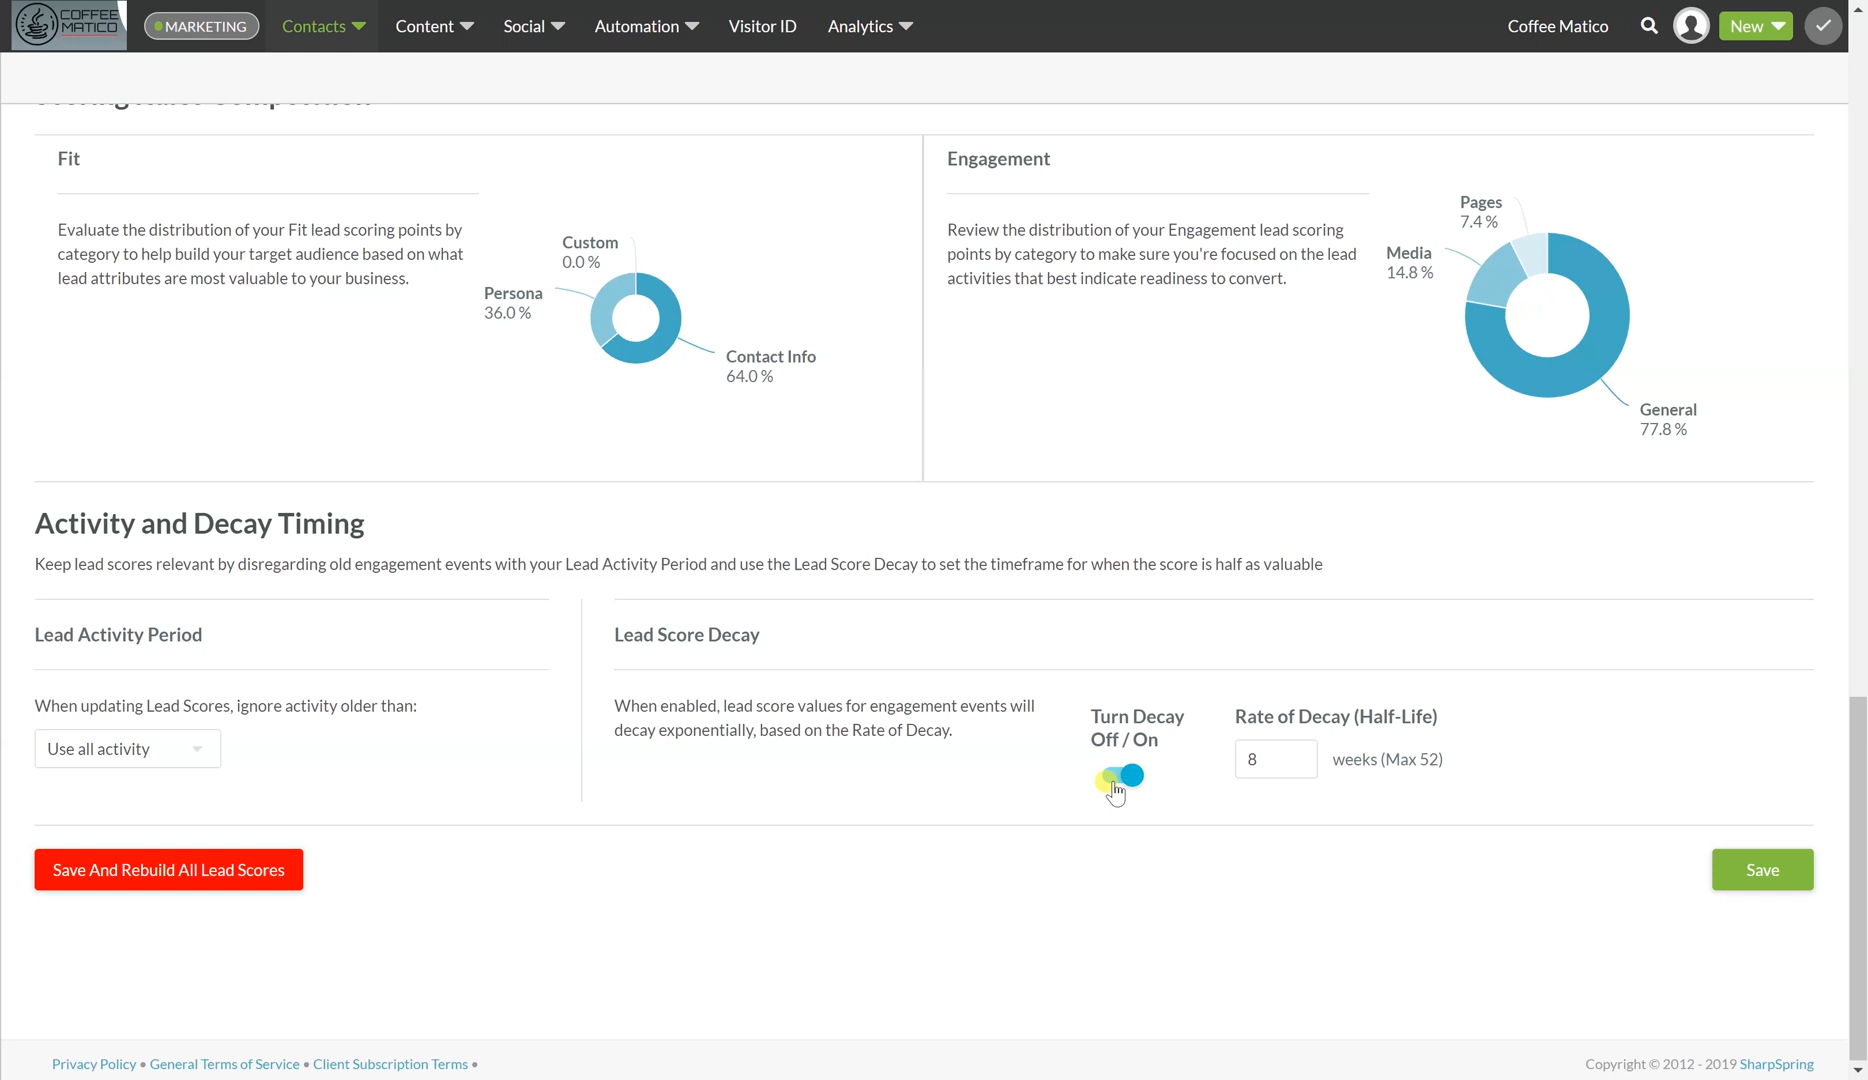 COFFEE
MATICO
MARKETING
Contacts
Content
Social
Automation
Visitor ID
Analytics
Coffee Matico
New
Fit
Evaluate the distribution of your Fit lead scoring points by
category to help build your target audience based on what
lead attributes are most valuable to your business.
Custom
0.0 %
Persona
36.0 %
Contact Info
64.0 %
Engagement
Review the distribution of your Engagement lead scoring
points by category to make sure you're focused on the lead
activities that best indicate readiness to convert.
Pages
7.4 %
Media
14.8 %
General
77.8 %
Activity and Decay Timing
Keep lead scores relevant by disregarding old engagement events with your Lead Activity Period and use the Lead Score Decay to set the timeframe for when the score is half as valuable
Lead Activity Period
When updating Lead Scores, ignore activity older than:
Use all activity
Lead Score Decay
When enabled, lead score values for engagement events will
decay exponentially, based on the Rate of Decay.
Turn Decay
Off / On
Rate of Decay (Half-Life)
8
weeks (Max 52)
Save And Rebuild All Lead Scores
Save
Privacy Policy • General Terms of Service • Client Subscription Terms •
Copyright © 2012 - 2019 SharpSpring